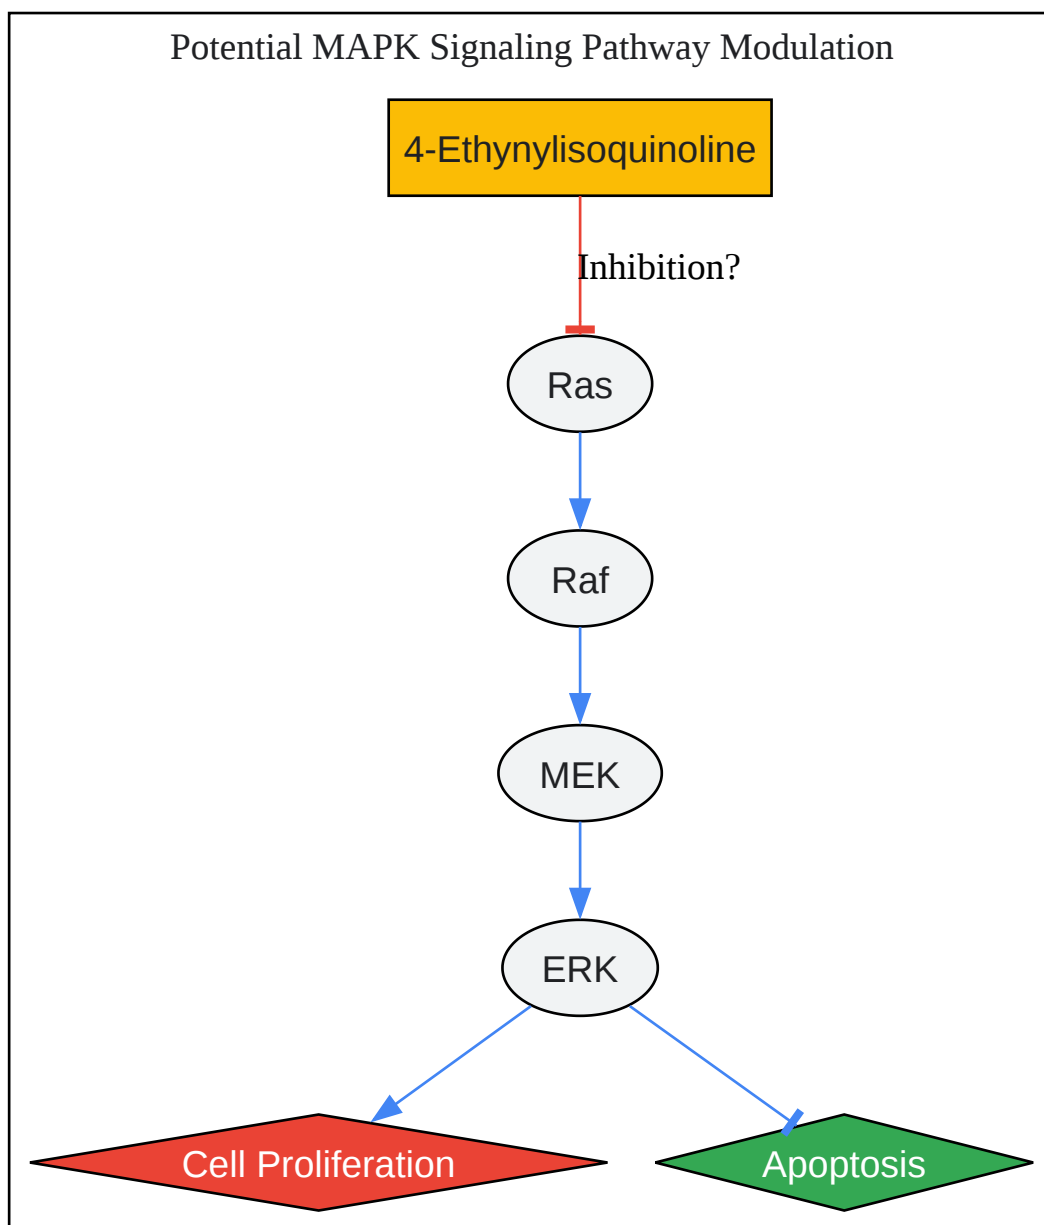 Potential MAPK Signaling Pathway Modulation
4-Ethynylisoquinoline
Inhibition?
Ras
Raf
MEK
ERK
Cell Proliferation
Apoptosis